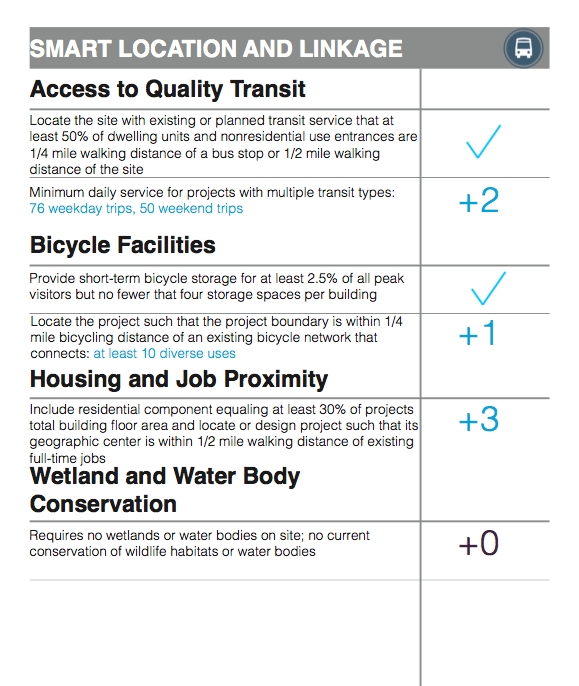 SMART LOCATION AND LINKAGE
Access to Quality Transit
Locate the site with existing or planned transit service that at
least 50% of dwelling units and nonresidential use entrances are
1/4 mile walking distance of a bus stop or 1/2 mile walking
distance of the site
Minimum daily service for projects with multiple transit types:
76 weekday trips, 50 weekend trips
+2
Bicycle Facilities
Provide short-term bicycle storage for at least 2.5% of all peak
visitors but no fewer that four storage spaces per building
Locate the project such that the project boundary is within 1/4
mile bicycling distance of an existing bicycle network that
connects: at least 10 diverse uses
+1
Housing and Job Proximity
Include residential component equaling at least 30% of projects
total building floor area and locate or design project such that its
geographic center is within 1/2 mile walking distance of existing
full-time jobs
+3
Wetland and Water Body
Conservation
Requires no wetlands or water bodies on site; no current
conservation of wildlife habitats or water bodies
+0